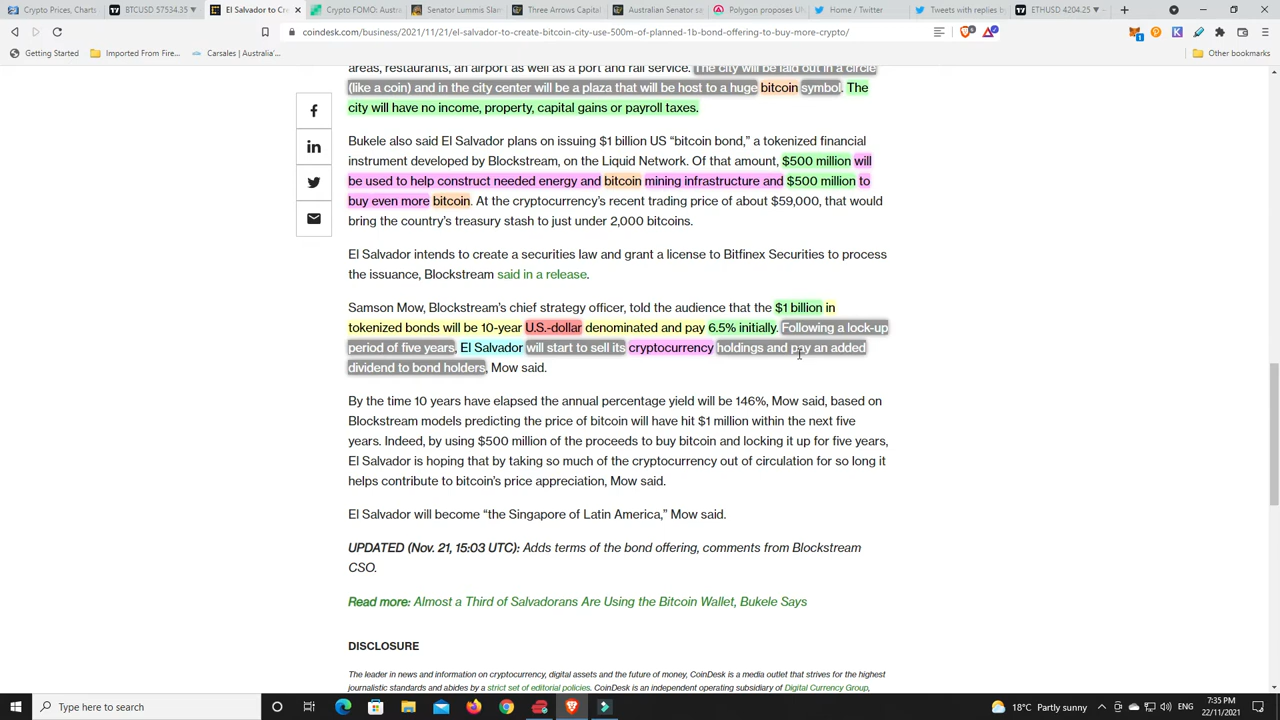 Crypto Prices, Charts
BTCUSD 57534.35
El Salvador to Cre
Crypto FOMO: Austra
Senator Lummis Slam
Three Arrows Capital
Australian Senator sa
Polygon proposes U
Home / Twitter
Tweets with replies by
ETHUSD 4204.25
coindesk.com/business/2021/11/21/el-salvador-to-create-bitcoin-city-use-500m-of-planned-1b-bond-offering-to-buy-more-crypto/
Getting Started
Imported From Fire...
Carsales | Australia'...
Other bookmarks
areas, restaurants, an airport as well as a port and rail service. The city will be laid out in a circle
(like a coin) and in the city center will be a plaza that will be host to a huge bitcoin symbol. The
city will have no income, property, capital gains or payroll taxes.
Bukele also said El Salvador plans on issuing $1 billion US “bitcoin bond,” a tokenized financial
instrument developed by Blockstream, on the Liquid Network. Of that amount, $500 million will
be used to help construct needed energy and bitcoin mining infrastructure and $500 million to
buy even more bitcoin. At the cryptocurrency’s recent trading price of about $59,000, that would
bring the country’s treasury stash to just under 2,000 bitcoins.
El Salvador intends to create a securities law and grant a license to Bitfinex Securities to process
the issuance, Blockstream said in a release.
Samson Mow, Blockstream’s chief strategy officer, told the audience that the $1 billion in
tokenized bonds will be 10-year U.S.-dollar denominated and pay 6.5% initially. Following a lock-up
period of five years, El Salvador will start to sell its cryptocurrency holdings and pay an added
dividend to bond holders, Mow said.
By the time 10 years have elapsed the annual percentage yield will be 146%, Mow said, based on
Blockstream models predicting the price of bitcoin will have hit $1 million within the next five
years. Indeed, by using $500 million of the proceeds to buy bitcoin and locking it up for five years,
El Salvador is hoping that by taking so much of the cryptocurrency out of circulation for so long it
helps contribute to bitcoin’s price appreciation, Mow said.
El Salvador will become “the Singapore of Latin America,” Mow said.
UPDATED (Nov. 21, 15:03 UTC): Adds terms of the bond offering, comments from Blockstream
CSO.
Read more: Almost a Third of Salvadorans Are Using the Bitcoin Wallet, Bukele Says
DISCLOSURE
The leader in news and information on cryptocurrency, digital assets and the future of money, CoinDesk is a media outlet that strives for the highest
journalistic standards and abides by a strict set of editorial policies. CoinDesk is an independent operating subsidiary of Digital Currency Group,
Type here to search
18°C Partly sunny
ENG
7:35 PM
22/11/2021